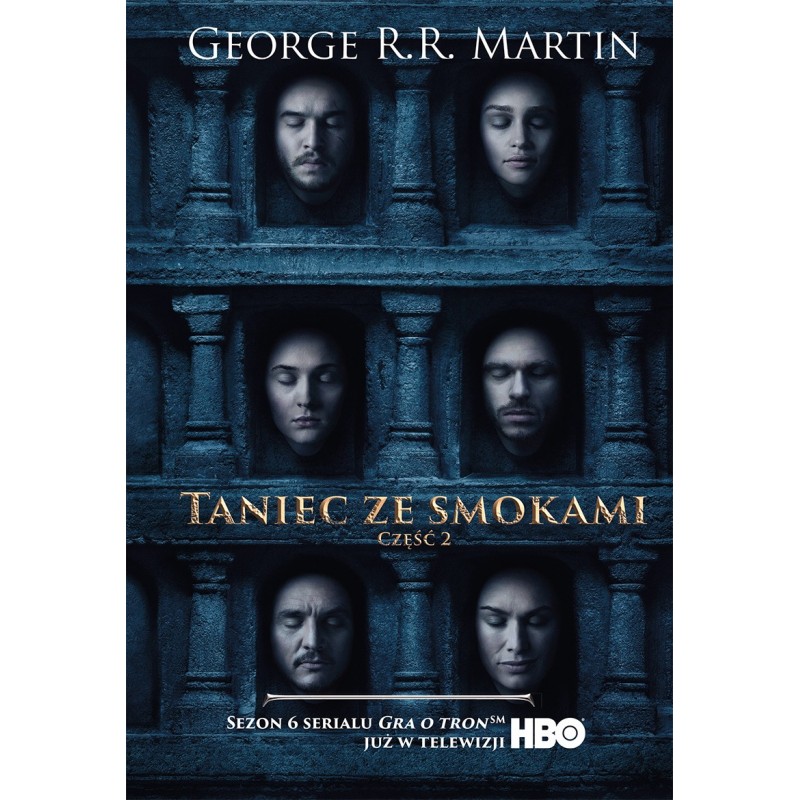 GEORGE R.R. MARTIN
TANIEC ZE SMOKAMI
CZĘŚĆ 2
SEZON 6 SERIALU GRA O TRON℠
JUŻ W TELEWIZJI HBO